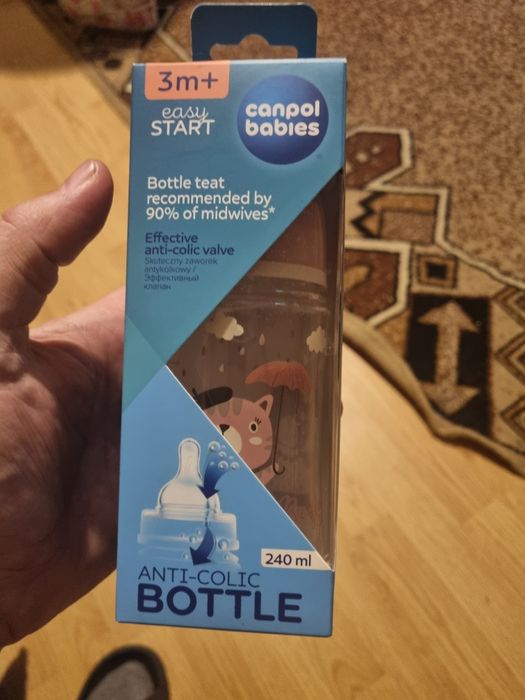 3m+
easy
START
canpol
babies
Bottle teat
recommended by
90% of midwives*
Effective
anti-colic valve
Skuteczny zaworek
antykolkowy /
Эффективный
клапан
240 ml
ANTI-COLIC
BOTTLE